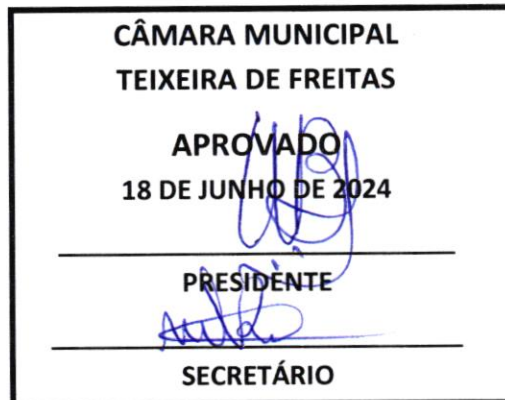 CÂMARA MUNICIPAL
TEIXEIRA DE FREITAS
APROVADO
18 DE JUNHO DE 2024
PRESIDENTE
SECRETÁRIO